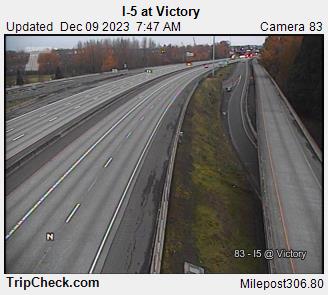 I-5 at Victory
Updated Dec 09 2023 7:47 AM
Camera 83
N
83 - I5 @ Victory
TripCheck.com
Milepost306.80